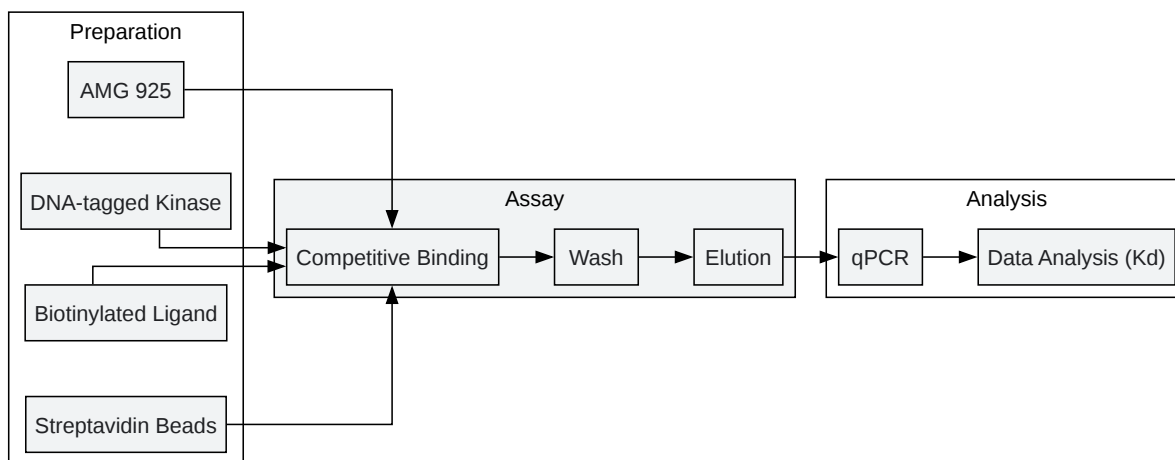 Preparation
AMG 925
DNA-tagged Kinase
Biotinylated Ligand
Streptavidin Beads
Assay
Competitive Binding
Wash
Elution
Analysis
qPCR
Data Analysis (Kd)